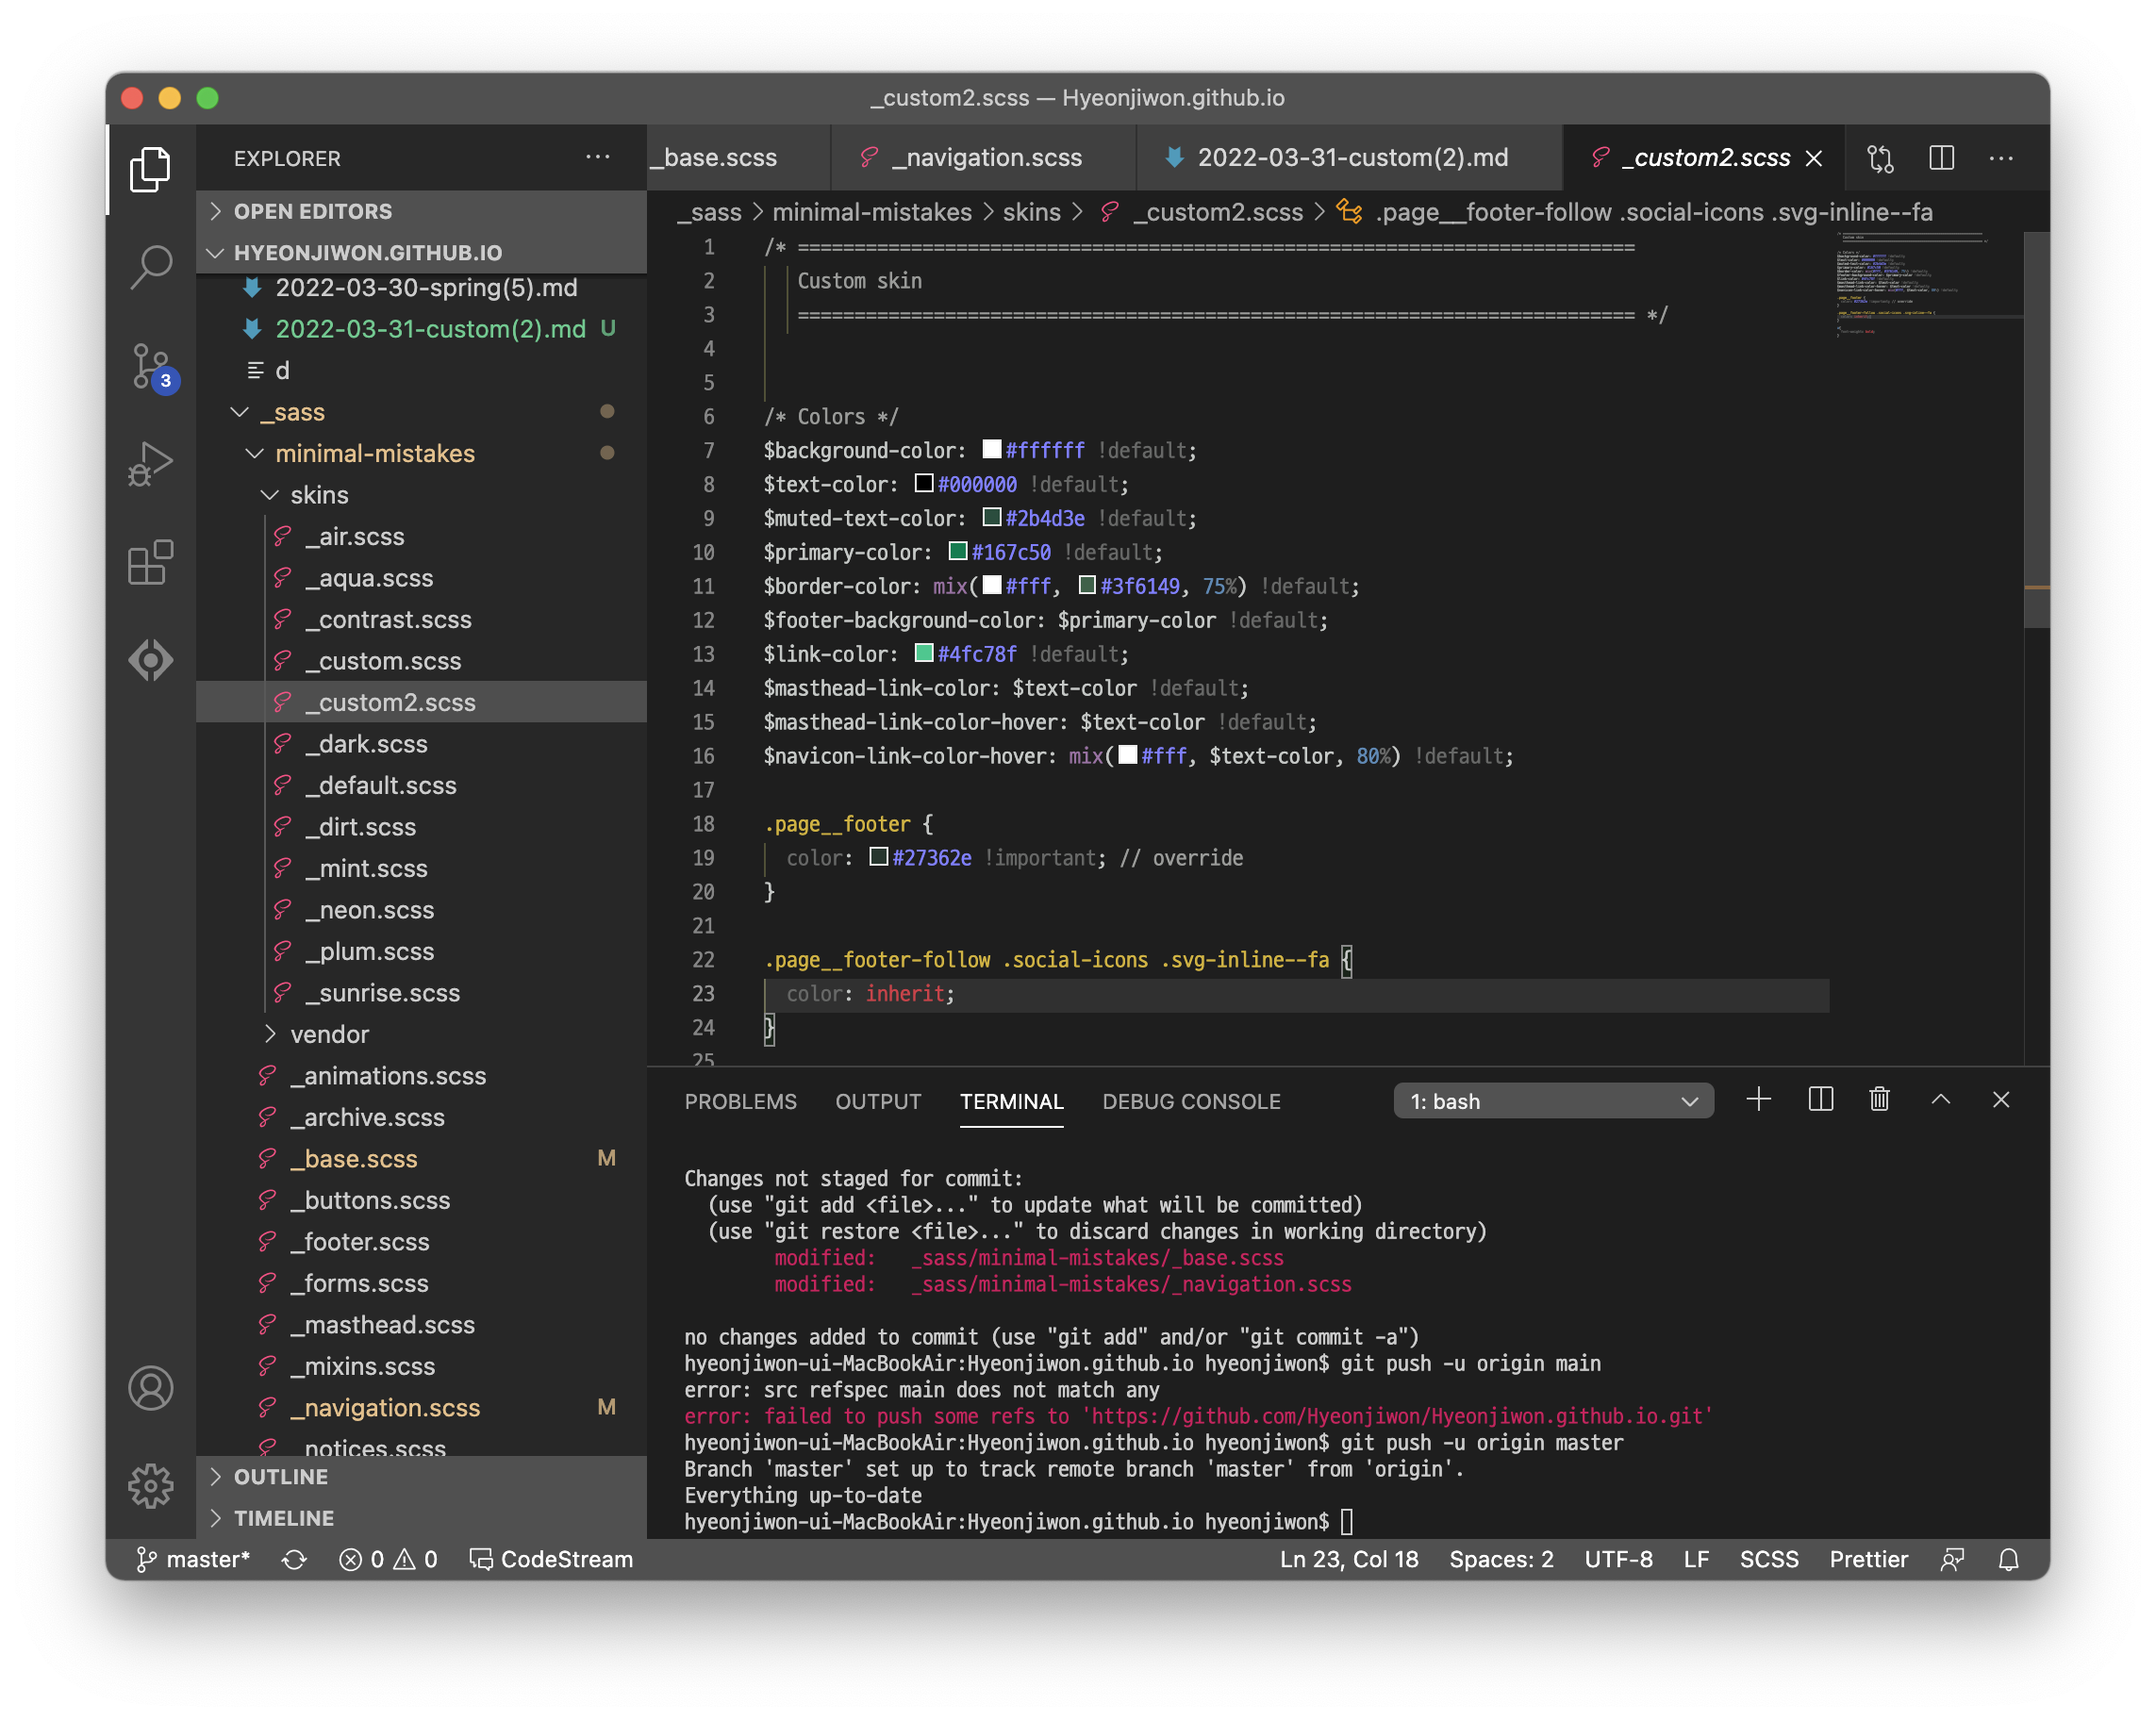 _custom2.scss — Hyeonjiwon.github.io
EXPLORER
OPEN EDITORS
HYEONJIWON.GITHUB.IO
2022-03-30-spring(5).md
2022-03-31-custom(2).md U
d
_sass
minimal-mistakes
skins
_air.scss
_aqua.scss
_contrast.scss
_custom.scss
_custom2.scss
_dark.scss
_default.scss
_dirt.scss
_mint.scss
_neon.scss
_plum.scss
_sunrise.scss
vendor
_animations.scss
_archive.scss
_base.scss M
_buttons.scss
_footer.scss
_forms.scss
_masthead.scss
_mixins.scss
_navigation.scss M
_notices.scss
OUTLINE
TIMELINE
3
_base.scss _navigation.scss 2022-03-31-custom(2).md _custom2.scss
_sass > minimal-mistakes > skins > _custom2.scss > .page__footer-follow .social-icons .svg-inline--fa
1 /* ==========================================================================
2 Custom skin
3 ========================================================================== */
4
5
6 /* Colors */
7 $background-color: #ffffff !default;
8 $text-color: #000000 !default;
9 $muted-text-color: #2b4d3e !default;
10 $primary-color: #167c50 !default;
11 $border-color: mix(#fff, #3f6149, 75%) !default;
12 $footer-background-color: $primary-color !default;
13 $link-color: #4fc78f !default;
14 $masthead-link-color: $text-color !default;
15 $masthead-link-color-hover: $text-color !default;
16 $navicon-link-color-hover: mix(#fff, $text-color, 80%) !default;
17
18 .page__footer {
19 color: #27362e !important; // override
20 }
21
22 .page__footer-follow .social-icons .svg-inline--fa {
23 color: inherit;
24 }
25
PROBLEMS OUTPUT TERMINAL DEBUG CONSOLE 1: bash
Changes not staged for commit:
(use "git add <file>..." to update what will be committed)
(use "git restore <file>..." to discard changes in working directory)
modified: _sass/minimal-mistakes/_base.scss
modified: _sass/minimal-mistakes/_navigation.scss
no changes added to commit (use "git add" and/or "git commit -a")
hyeonjiwon-ui-MacBookAir:Hyeonjiwon.github.io hyeonjiwon$ git push -u origin main
error: src refspec main does not match any
error: failed to push some refs to 'https://github.com/Hyeonjiwon/Hyeonjiwon.github.io.git'
hyeonjiwon-ui-MacBookAir:Hyeonjiwon.github.io hyeonjiwon$ git push -u origin master
Branch 'master' set up to track remote branch 'master' from 'origin'.
Everything up-to-date
hyeonjiwon-ui-MacBookAir:Hyeonjiwon.github.io hyeonjiwon$
master* 0 0 CodeStream Ln 23, Col 18 Spaces: 2 UTF-8 LF SCSS Prettier